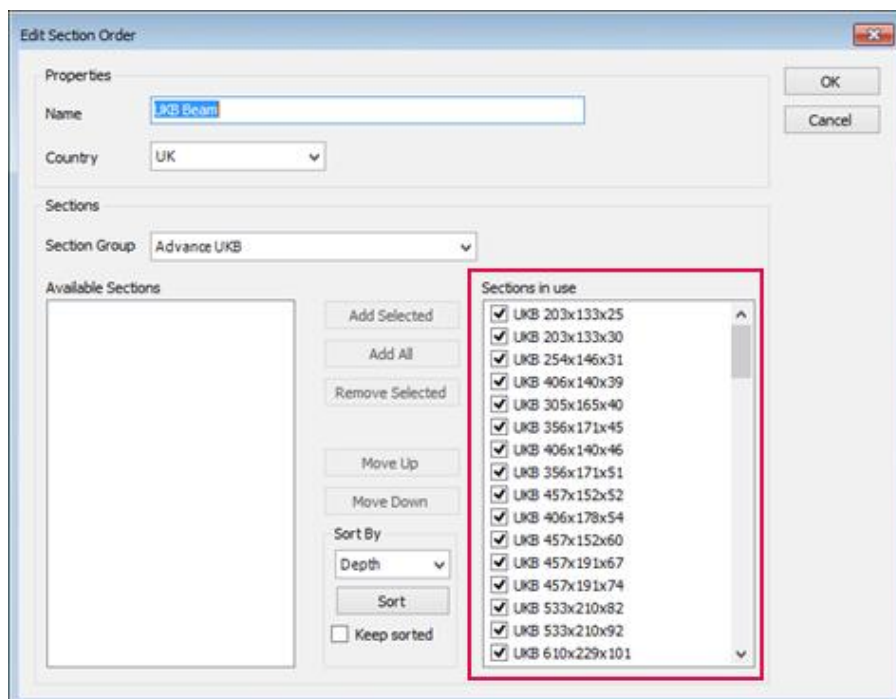 Edit Section Order
Properties
OK
Name
UKB Beam
Cancel
Country
UK
Sections
Section Group
Advance UKB
Available Sections
Add Selected
Add All
Remove Selected
Move Up
Move Down
Sort By
Depth
Sort
Keep sorted
Sections in use
UKB 203x133x25
UKB 203x133x30
UKB 254x146x31
UKB 406x140x39
UKB 305x165x40
UKB 356x171x45
UKB 406x140x46
UKB 356x171x51
UKB 457x152x52
UKB 406x178x54
UKB 457x152x60
UKB 457x191x67
UKB 457x191x74
UKB 533x210x82
UKB 533x210x92
UKB 610x229x101